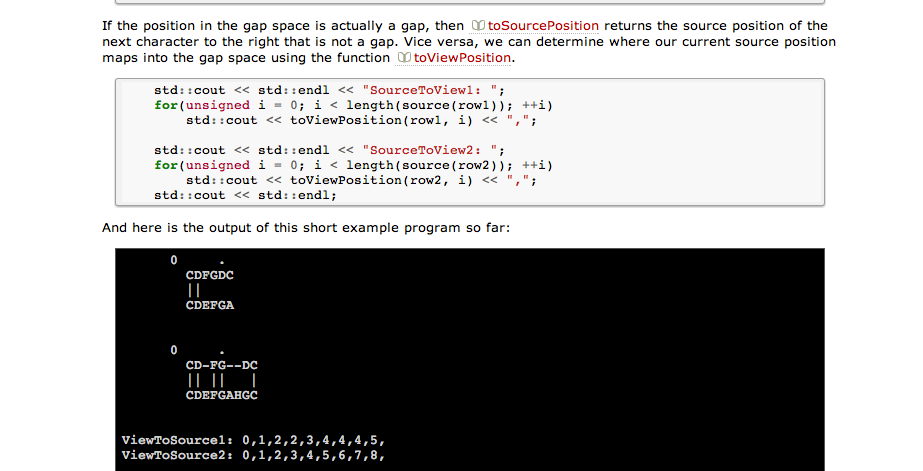 If the position in the gap space is actually a gap, then toSourcePosition returns the source position of the
next character to the right that is not a gap. Vice versa, we can determine where our current source position
maps into the gap space using the function toViewPosition.
std::cout << std::endl << "SourceToView1: ";
for(unsigned i = 0; i < length(source(row1)); ++i)
std::cout << toViewPosition(row1, i) << ",";
std::cout << std::endl << "SourceToView2: ";
for(unsigned i = 0; i < length(source(row2)); ++i)
std::cout << toViewPosition(row2, i) << ",";
std::cout << std::endl;
And here is the output of this short example program so far:
0 .
CDFGDC
||
CDEFGA
0 .
CD-FG--DC
|| || |
CDEFGAHGC
ViewToSource1: 0,1,2,2,3,4,4,4,5,
ViewToSource2: 0,1,2,3,4,5,6,7,8,